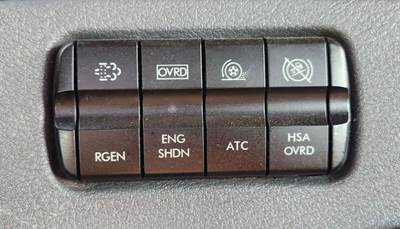 OVRD
RGEN
ENG
SHDN
ATC
HSA
OVRD